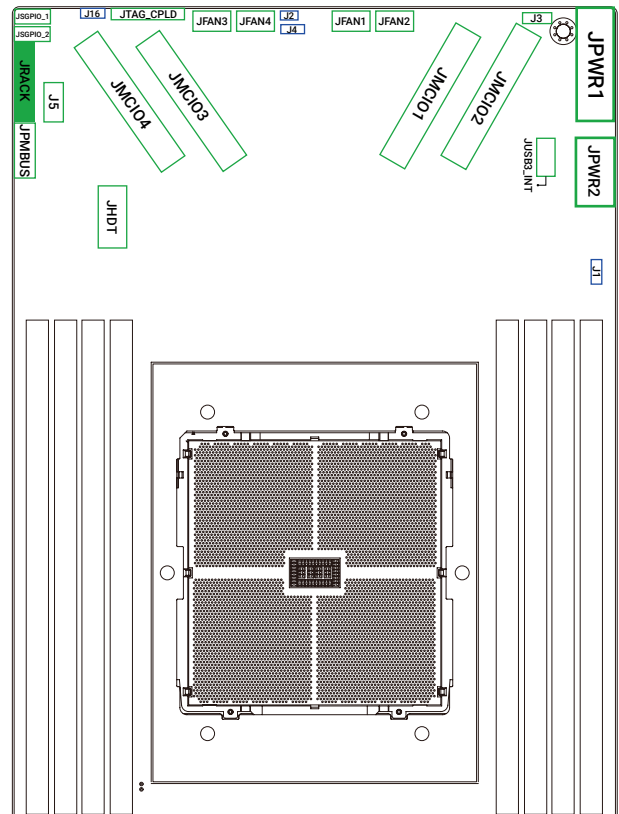 JSGPIO_1
J16
JTAG_CPLD
JFAN3
JFAN4
J2
J4
JFAN1
JFAN2
J3
JSGPIO_2
JPWR1
JRACK
J5
JMCIO4
JMCIO3
JMCIO1
JMCIO2
JPMBUS
JUSB3_INT
JPWR2
JHDT
J1